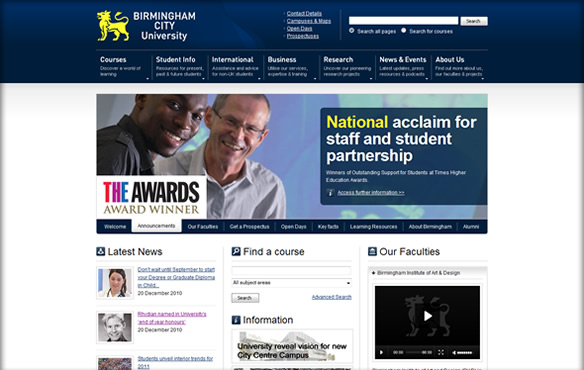 BIRMINGHAM
CITY
University
Contact Details
Campuses & Maps
Open Days
Prospectuses
Search
Search all pages
Search for courses
Courses
Discover a world of
learning
Student Info
Resources for present,
past & future students
International
Assistance and advice
for non-UK students
Business
Utilise our services,
expertise & training
Research
Uncover our pioneering
research projects
News & Events
Latest updates, press
resources & podcasts
About Us
Find out more about us,
our faculties & projects
National acclaim for
staff and student
partnership
Winners of Outstanding Support for Students at Times Higher
Education Awards.
Access further information >>
THE AWARDS
AWARD WINNER
Welcome
Announcements
Our Faculties
Get a Prospectus
Open Days
Key facts
Learning Resources
About Birmingham
Alumni
Latest News
Don't wait until September to start
your Degree or Graduate Diploma
in Child...
20 December 2010
Rhydian named in University's
'end of year honours'
20 December 2010
Students unveil interior trends for
2011
Find a course
All subject areas
Search
Advanced Search
Information
University reveal vision for new
City Centre Campus
Our Faculties
Birmingham Institute of Art & Design
00:00
00:00